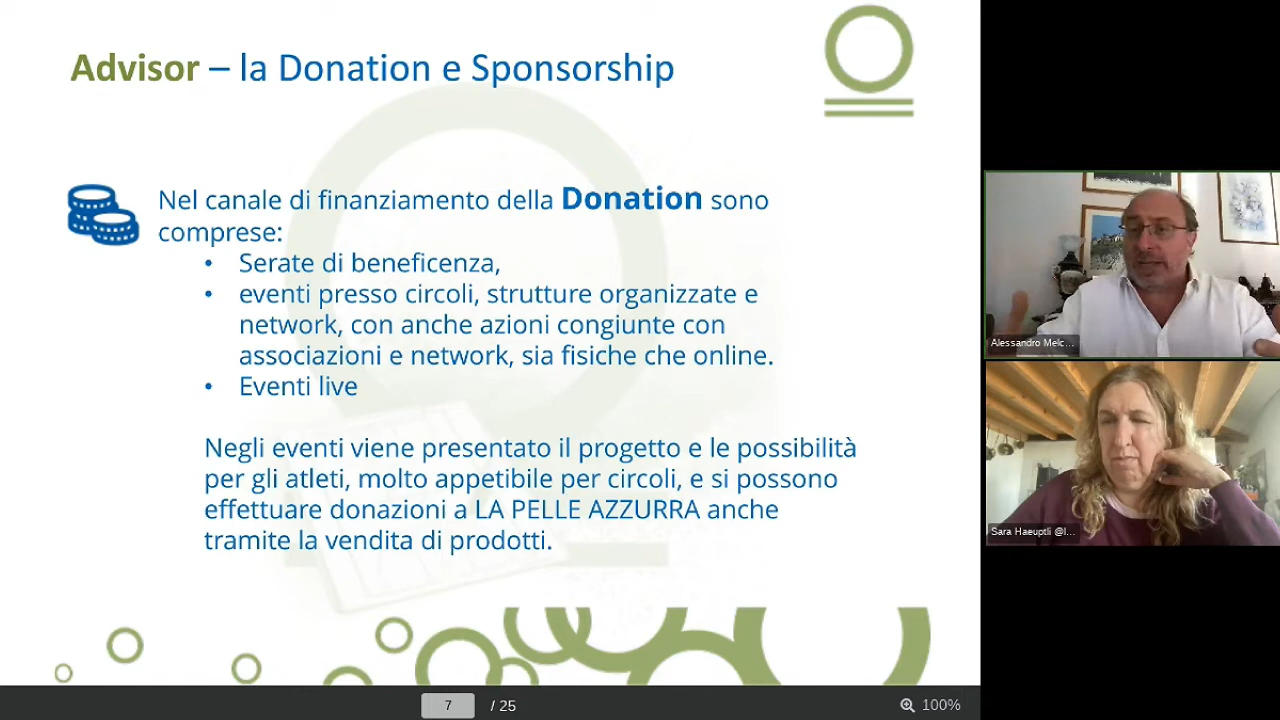 Advisor – la Donation e Sponsorship
Nel canale di finanziamento della Donation sono
comprese:
• Serate di beneficenza,
• eventi presso circoli, strutture organizzate e
network, con anche azioni congiunte con
associazioni e network, sia fisiche che online.
• Eventi live
Negli eventi viene presentato il progetto e le possibilità
per gli atleti, molto appetibile per circoli, e si possono
effettuare donazioni a LA PELLE AZZURRA anche
tramite la vendita di prodotti.
Alessandro Melc...
Sara Haeuptli @l...
7 / 25
100%